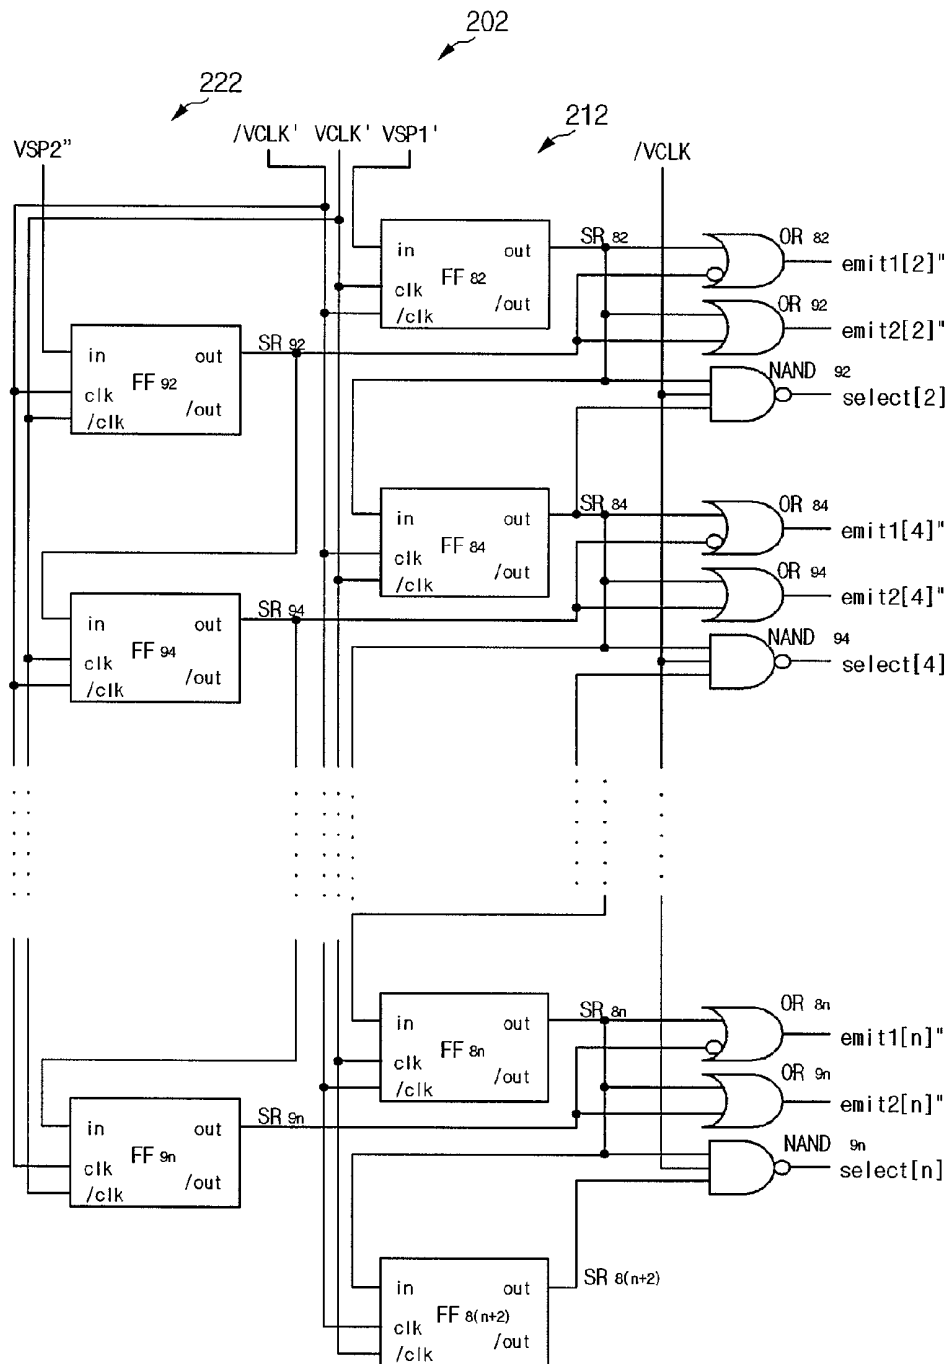 202
222
212
/VCLK' VCLK' VSP1'
VSP2"
/VCLK
in out
FF 82
clk
/clk /out
SR 82
OR 82
emit1[2]"
OR 92
emit2[2]"
in out
FF 92
clk
/clk /out
SR 92
NAND 92
select[2]
in out
FF 84
clk
/clk /out
SR 84
OR 84
emit1[4]"
OR 94
emit2[4]"
in out
FF 94
clk
/clk /out
SR 94
NAND 94
select[4]
in out
FF 8n
clk
/clk /out
SR 8n
OR 8n
emit1[n]"
OR 9n
emit2[n]"
in out
FF 9n
clk
/clk /out
SR 9n
NAND 9n
select[n]
in out
FF 8(n+2)
clk
/clk /out
SR 8(n+2)